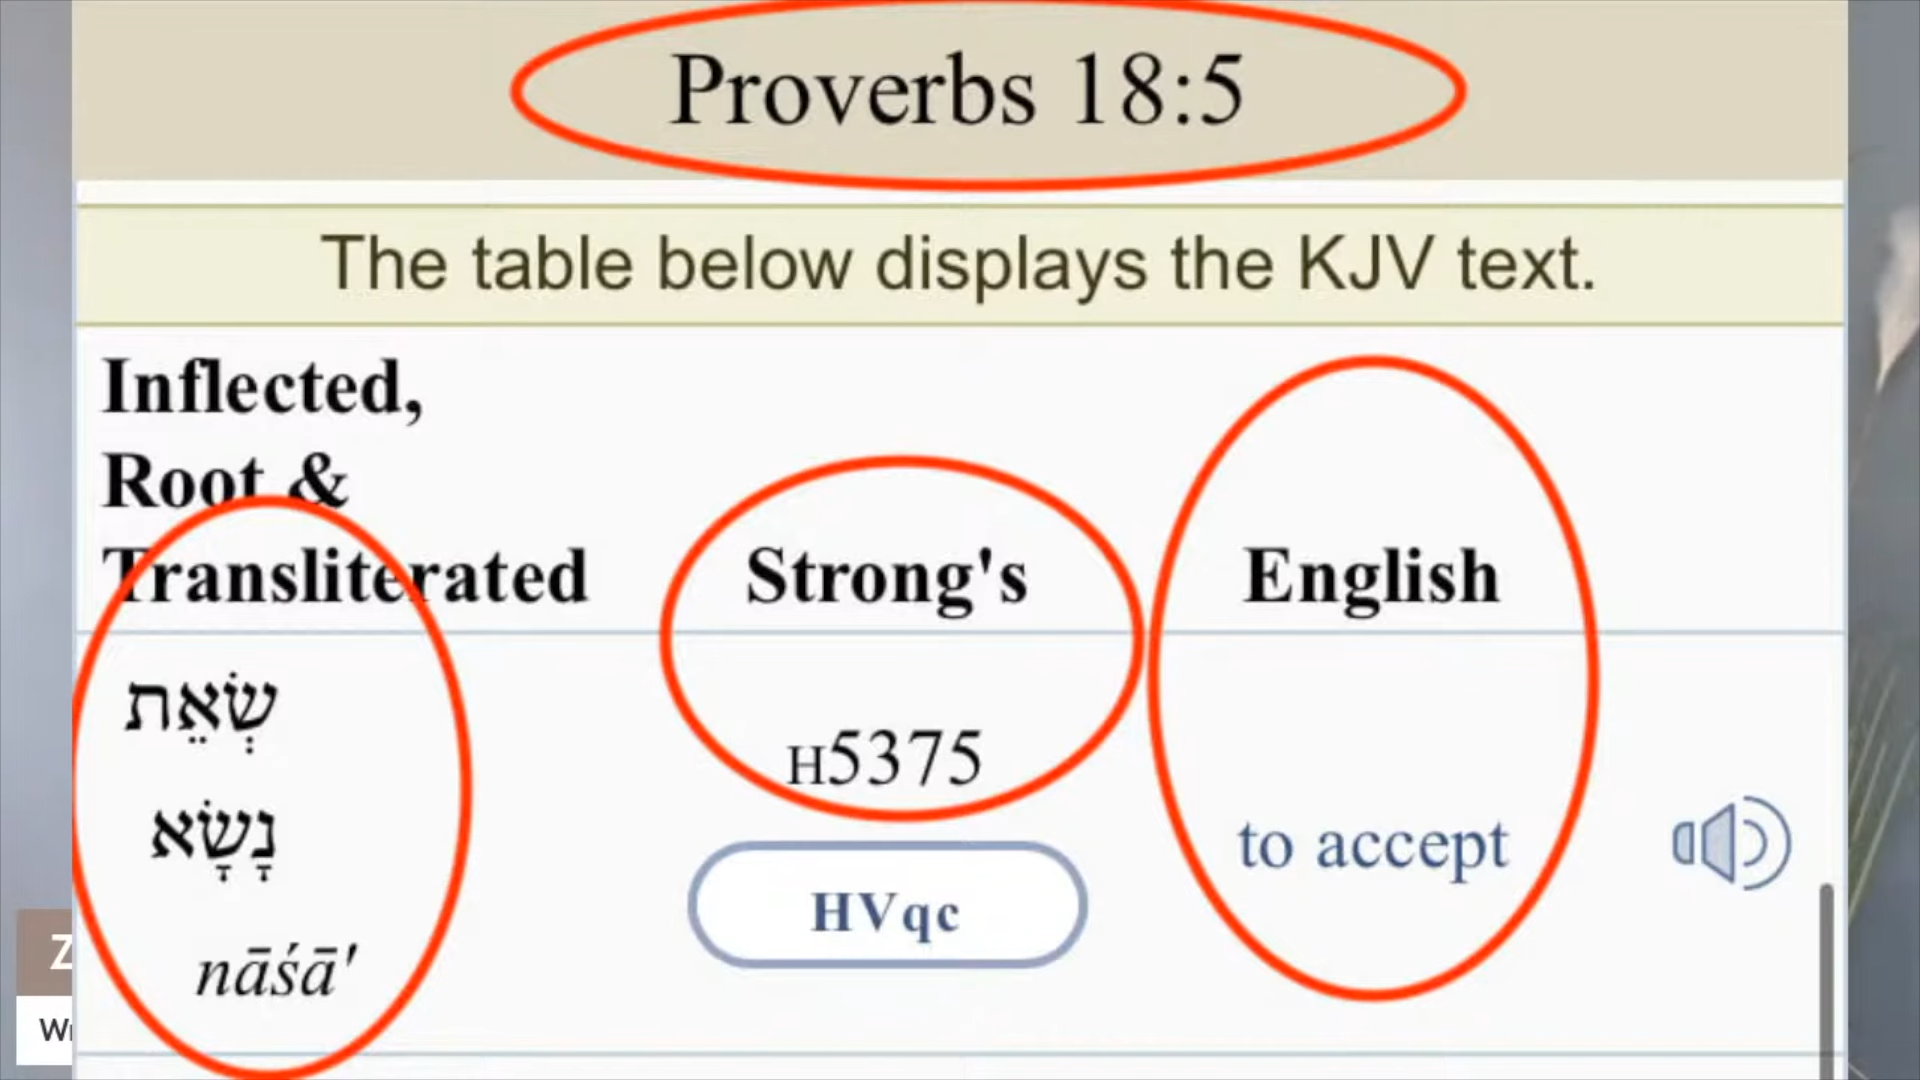 Proverbs 18:5
The table below displays the KJV text.
Inflected,
Root &
Transliterated
Strong's
English
שְׂאֵת
נָשָׂא
nāśā'
H5375
HVqc
to accept
Z